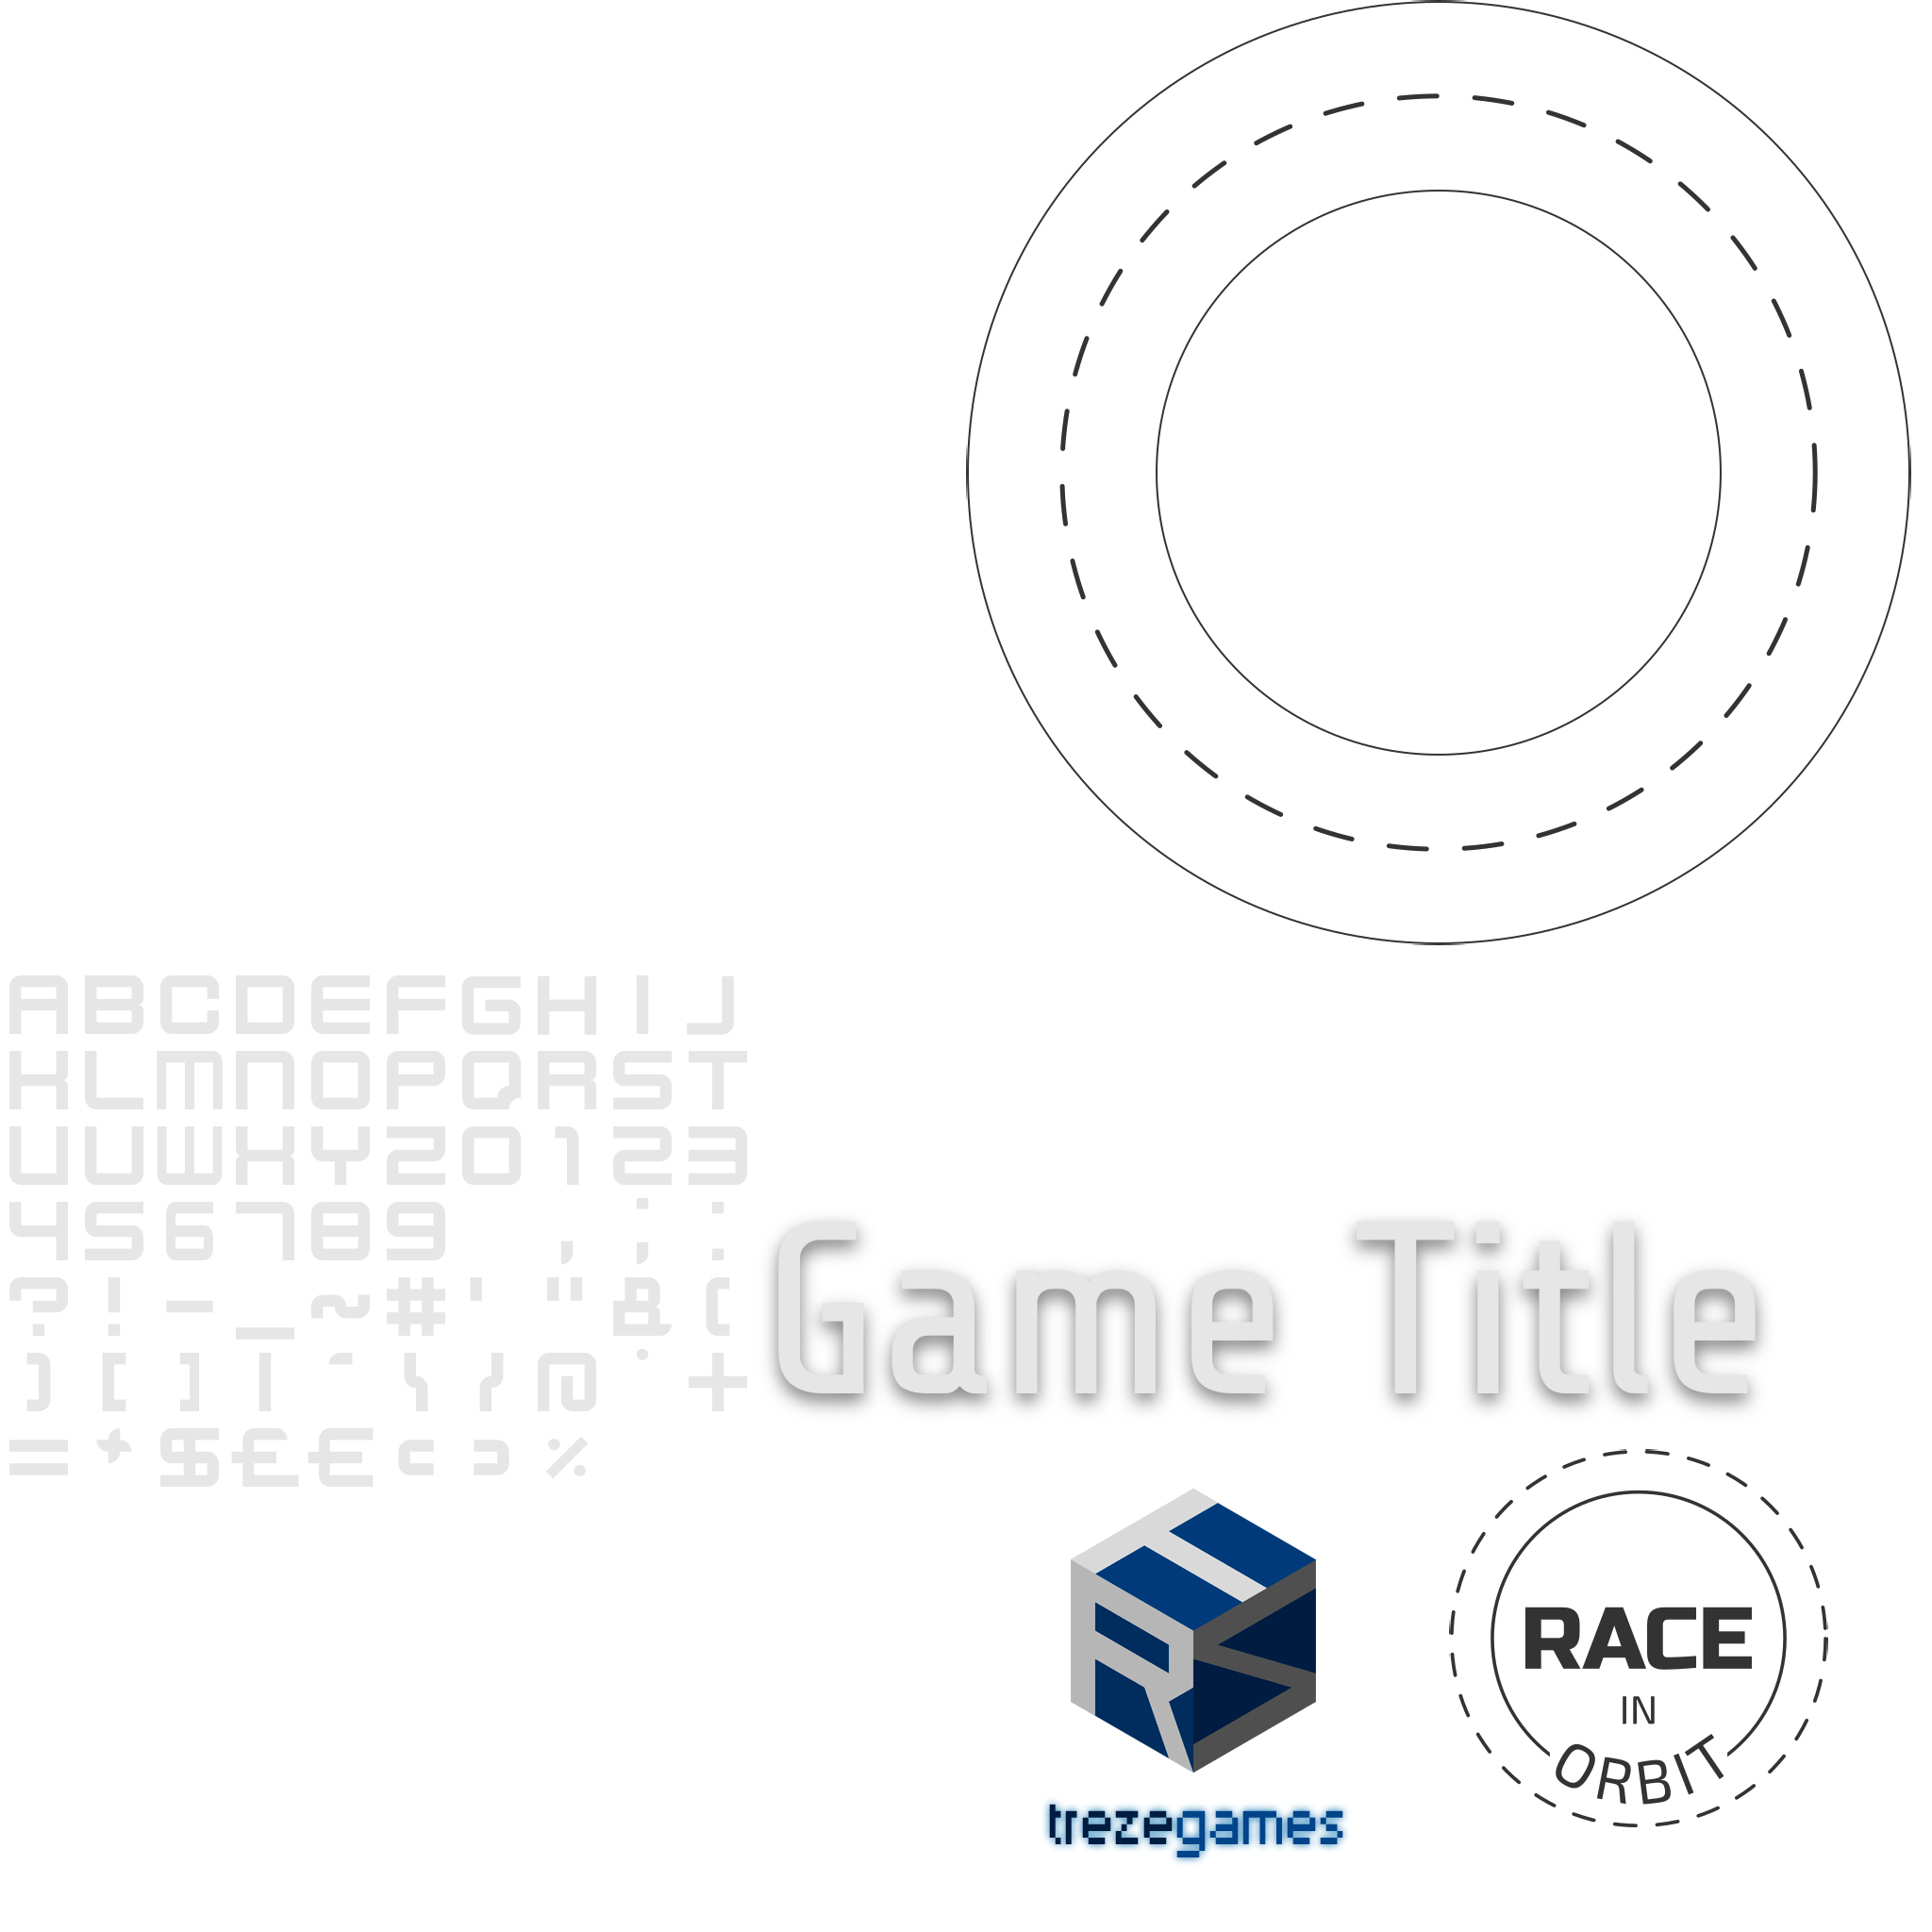 ABCDEFGHIJ
KLMNOPQRST
UVWXYZ0123
456789.,;:
?!-_~#'"&(
)[]|^{}@°+
=*$£€<>%
Game Title
RACE
IN
ORBIT
trezegames